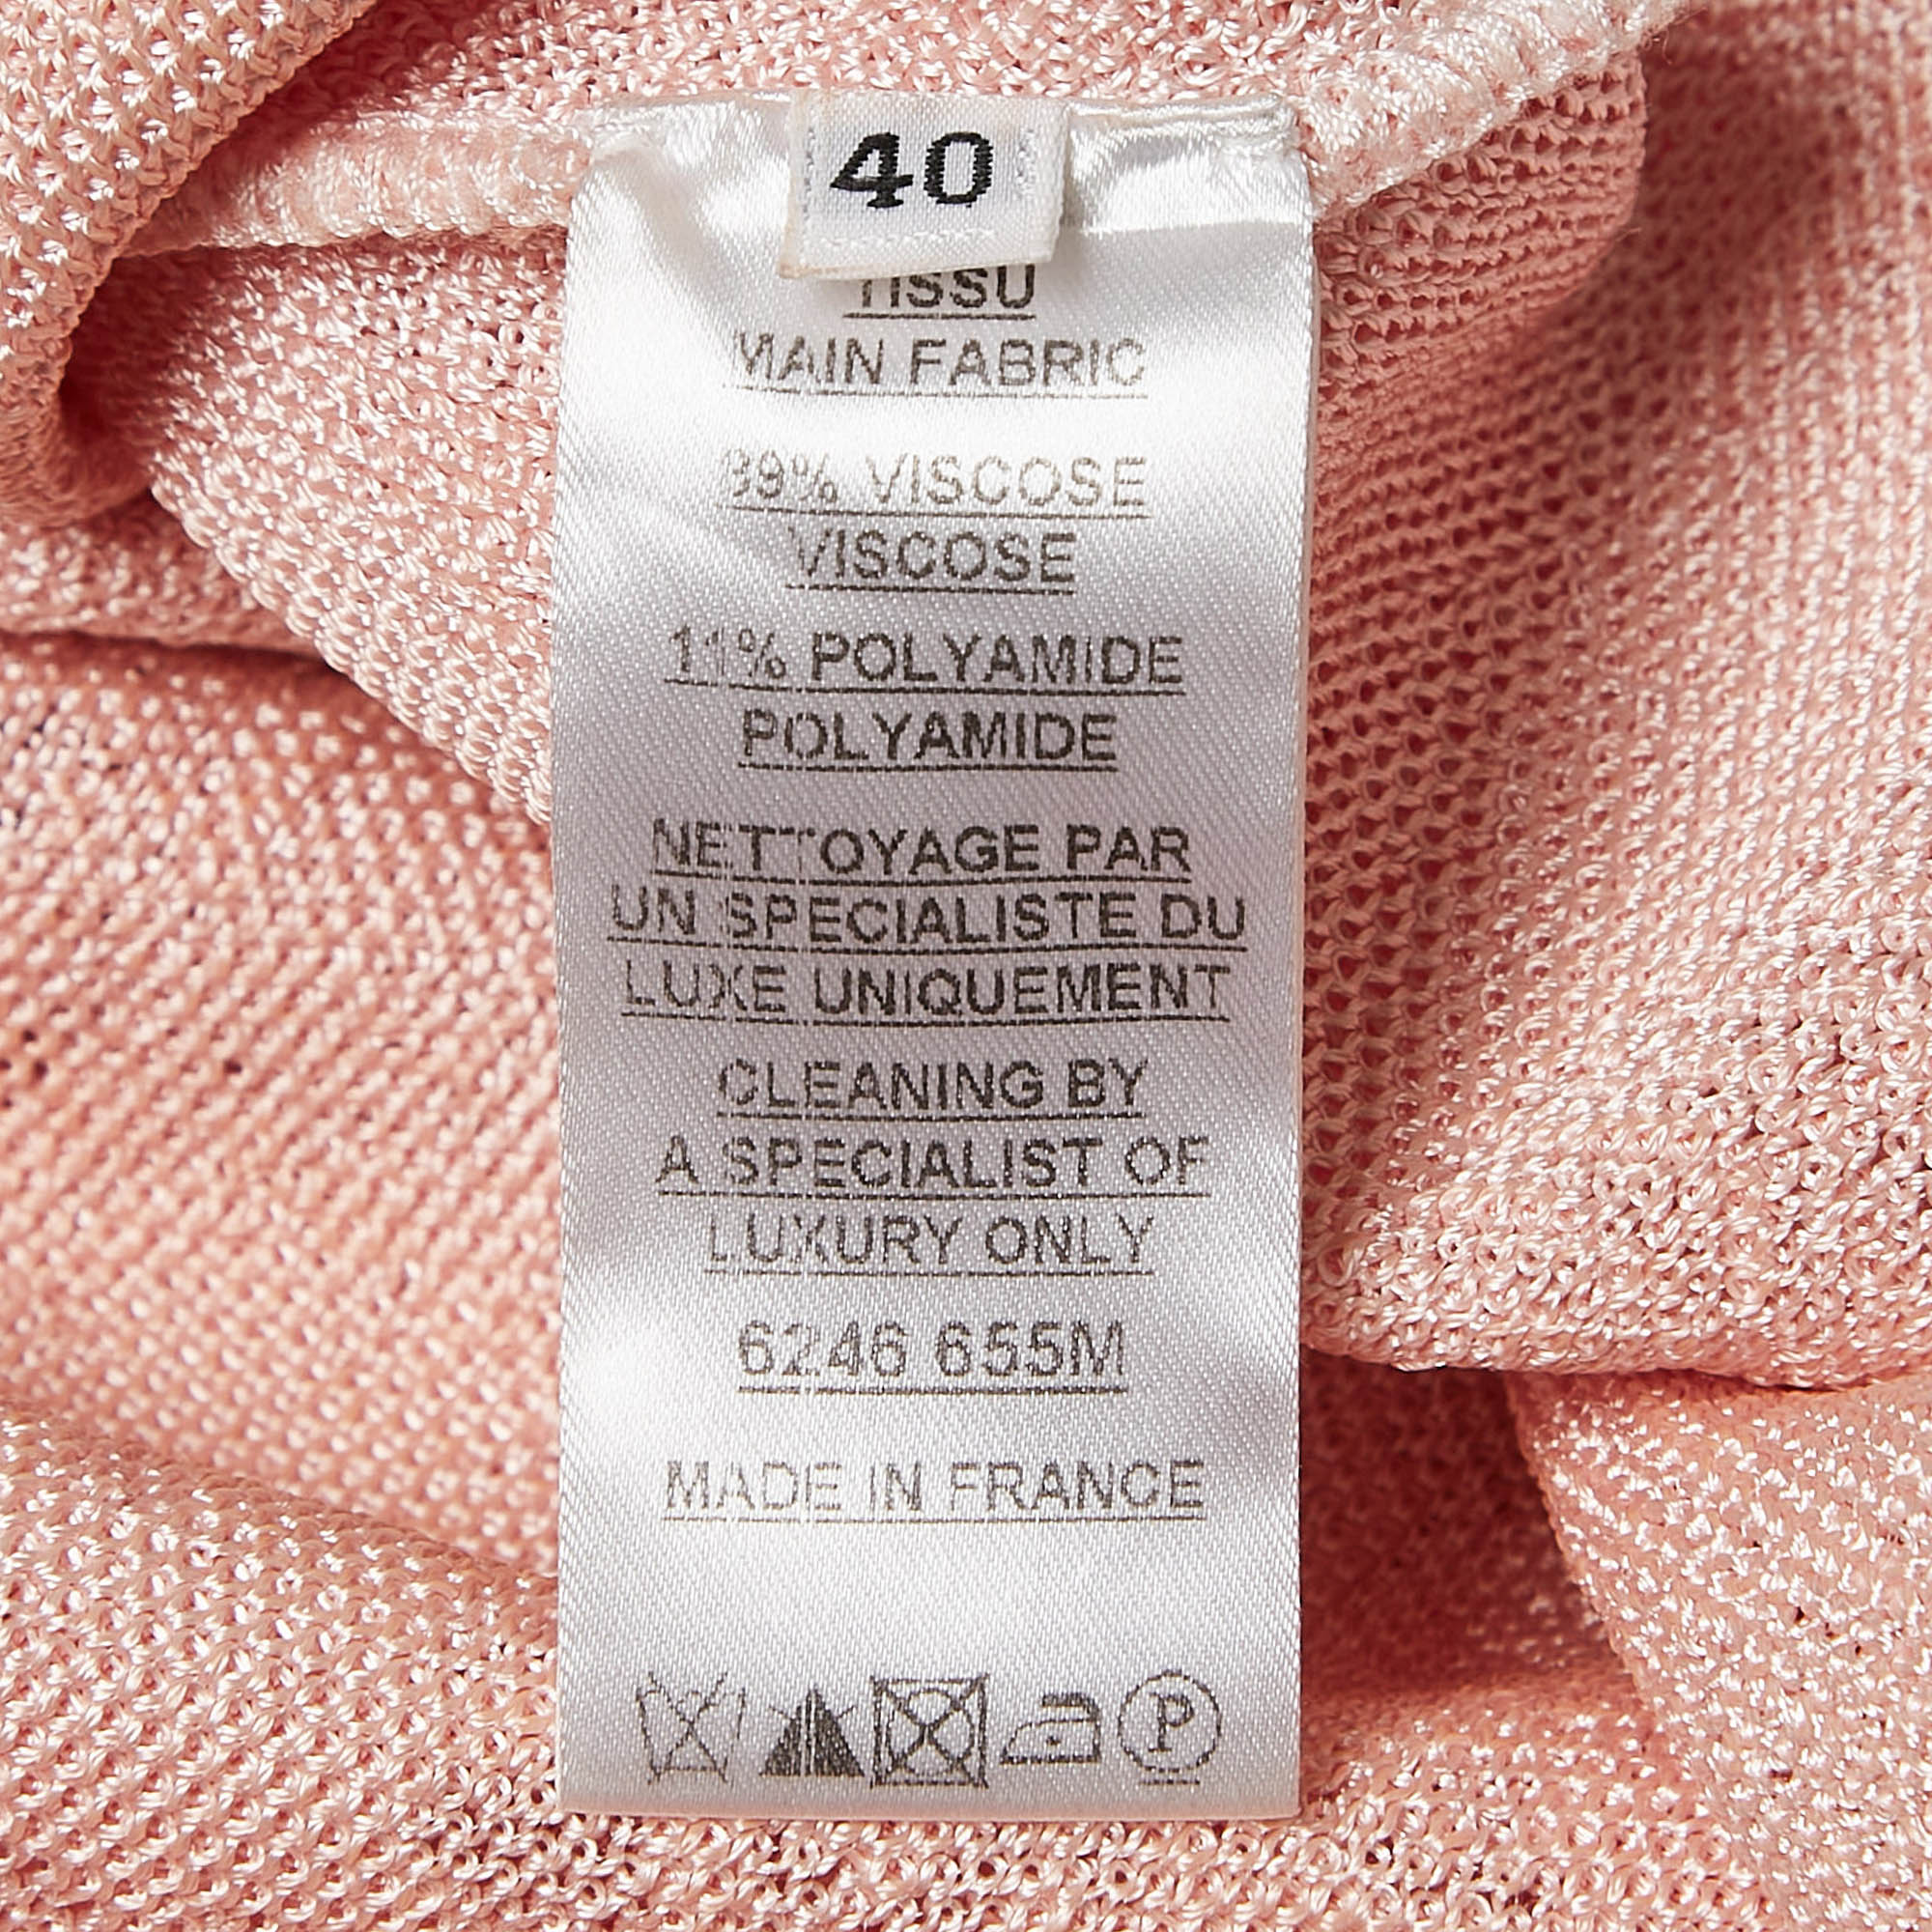 40
TISSU
MAIN FABRIC
89% VISCOSE
VISCOSE
11% POLYAMIDE
POLYAMIDE
NETTOYAGE PAR
UN SPECIALISTE DU
LUXE UNIQUEMENT
CLEANING BY
A SPECIALIST OF
LUXURY ONLY
6246 655M
MADE IN FRANCE
P